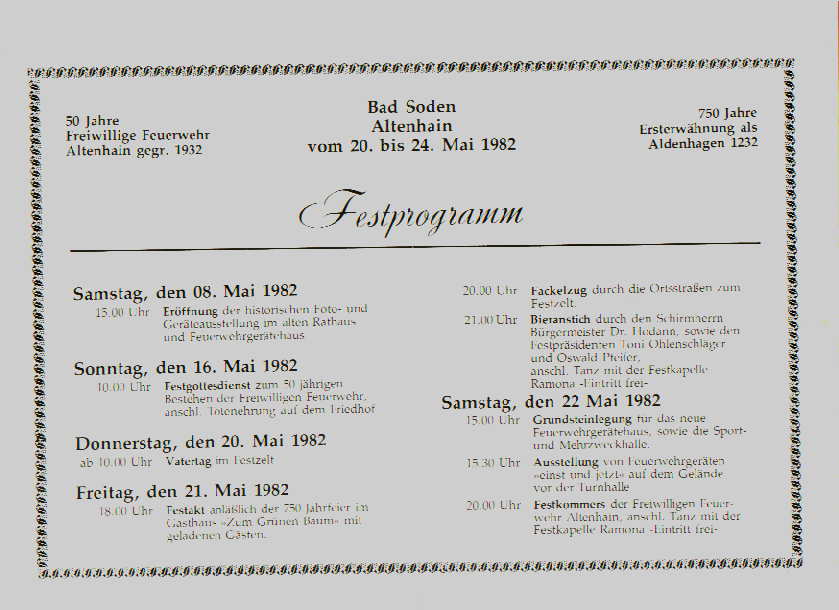 50 Jahre
Freiwillige Feuerwehr
Altenhain gegr. 1932
Bad Soden
Altenhain
vom 20. bis 24. Mai 1982
750 Jahre
Ersterwähnung als
Aldenhagen 1232
Festprogramm
Samstag, den 08. Mai 1982
15.00 Uhr Eröffnung der historischen Foto- und
Geräteausstellung im alten Rathaus
und Feuerwehrgerätehaus
Sonntag, den 16. Mai 1982
10.00 Uhr Festgottesdienst zum 50 jährigen
Bestehen der Freiwilligen Feuerwehr,
anschl. Totenehrung auf dem Friedhof
Donnerstag, den 20. Mai 1982
ab 10.00 Uhr Vatertag im Festzelt
Freitag, den 21. Mai 1982
18.00 Uhr Festakt anläßlich der 750 Jahrfeier im
Gasthaus »Zum Grünen Baum« mit
geladenen Gästen.
20.00 Uhr Fackelzug durch die Ortsstraßen zum
Festzelt.
21.00 Uhr Bieranstich durch den Schirmherrn
Bürgermeister Dr. Hodann, sowie den
Festpräsidenten Toni Ohlenschläger
und Oswald Pfeifer,
anschl. Tanz mit der Festkapelle
Ramona -Eintritt frei-
Samstag, den 22 Mai 1982
15.00 Uhr Grundsteinlegung für das neue
Feuerwehrgerätehaus, sowie die Sport-
und Mehrzweckhalle.
15.30 Uhr Ausstellung von Feuerwehrgeräten
»einst und jetzt« auf dem Gelände
vor der Turnhalle
20.00 Uhr Festkommers der Freiwilligen Feuer-
wehr Altenhain, anschl. Tanz mit der
Festkapelle Ramona -Eintritt frei-